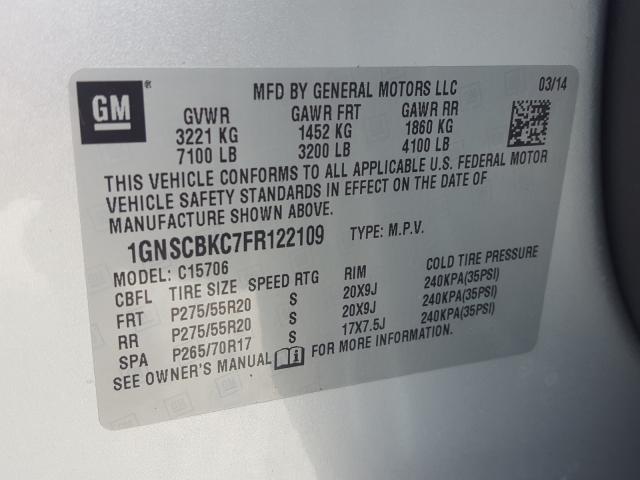 GM
MFD BY GENERAL MOTORS LLC 03/14
GVWR GAWR FRT GAWR RR
3221 KG 1452 KG 1860 KG
7100 LB 3200 LB 4100 LB
THIS VEHICLE CONFORMS TO ALL APPLICABLE U.S. FEDERAL MOTOR
VEHICLE SAFETY STANDARDS IN EFFECT ON THE DATE OF
MANUFACTURE SHOWN ABOVE.
1GNSCBKC7FR122109 TYPE: M.P.V.
MODEL: C15706
CBFL TIRE SIZE SPEED RTG RIM COLD TIRE PRESSURE
FRT P275/55R20 S 20X9J 240KPA(35PSI)
RR P275/55R20 S 20X9J 240KPA(35PSI)
SPA P265/70R17 S 17X7.5J 240KPA(35PSI)
SEE OWNER'S MANUAL FOR MORE INFORMATION.